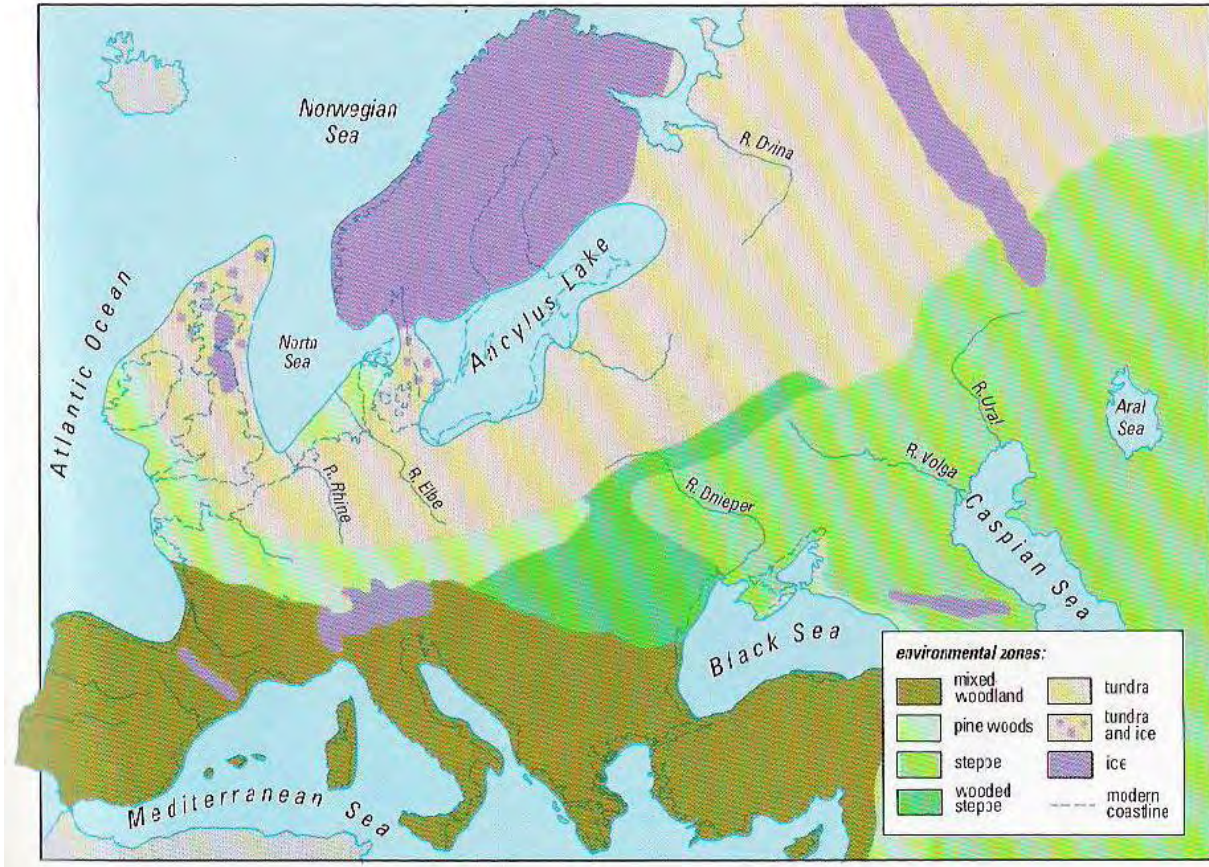 Norwegian
Sea
R. Dvina
Atlantic Ocean
North
Sea
Ancylus Lake
R. Rhine
R. Elbe
R. Dnieper
R. Ural
R. Volga
Aral
Sea
Caspian Sea
Black Sea
Mediterranean Sea
environmental zones:
mixed
woodland
pine woods
steppe
wooded
steppe
tundra
tundra
and ice
ice
modern
coastline